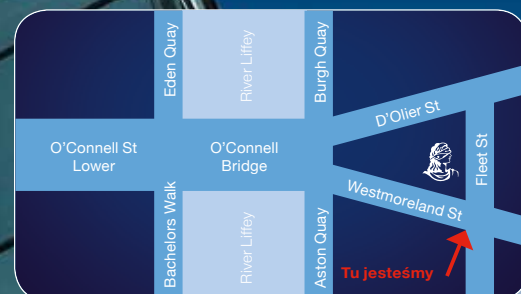 Eden Quay
River Liffey
Burgh Quay
D'Olier St
O'Connell St
Lower
O'Connell
Bridge
Fleet St
Westmoreland St
Bachelors Walk
River Liffey
Aston Quay
Tu jesteśmy